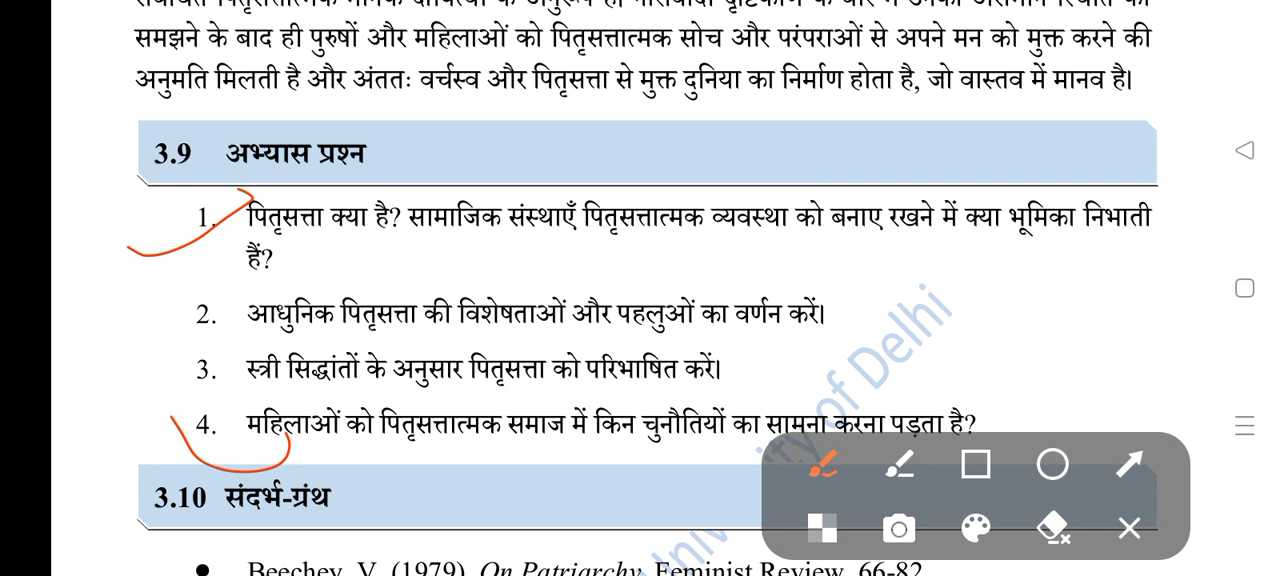 समझने के बाद ही पुरुषों और महिलाओं को पितृसत्तात्मक सोच और परंपराओं से अपने मन को मुक्त करने की
अनुमति मिलती है और अंततः वर्चस्व और पितृसत्ता से मुक्त दुनिया का निर्माण होता है, जो वास्तव में मानव है।
3.9 अभ्यास प्रश्न
1. पितृसत्ता क्या है? सामाजिक संस्थाएँ पितृसत्तात्मक व्यवस्था को बनाए रखने में क्या भूमिका निभाती
हैं?
2. आधुनिक पितृसत्ता की विशेषताओं और पहलुओं का वर्णन करें।
3. स्त्री सिद्धांतों के अनुसार पितृसत्ता को परिभाषित करें।
4. महिलाओं को पितृसत्तात्मक समाज में किन चुनौतियों का सामना करना पड़ता है?
3.10 संदर्भ-ग्रंथ
Beechey, V. (1979). On Patriarchy. Feminist Review, 66-82.
University of Delhi